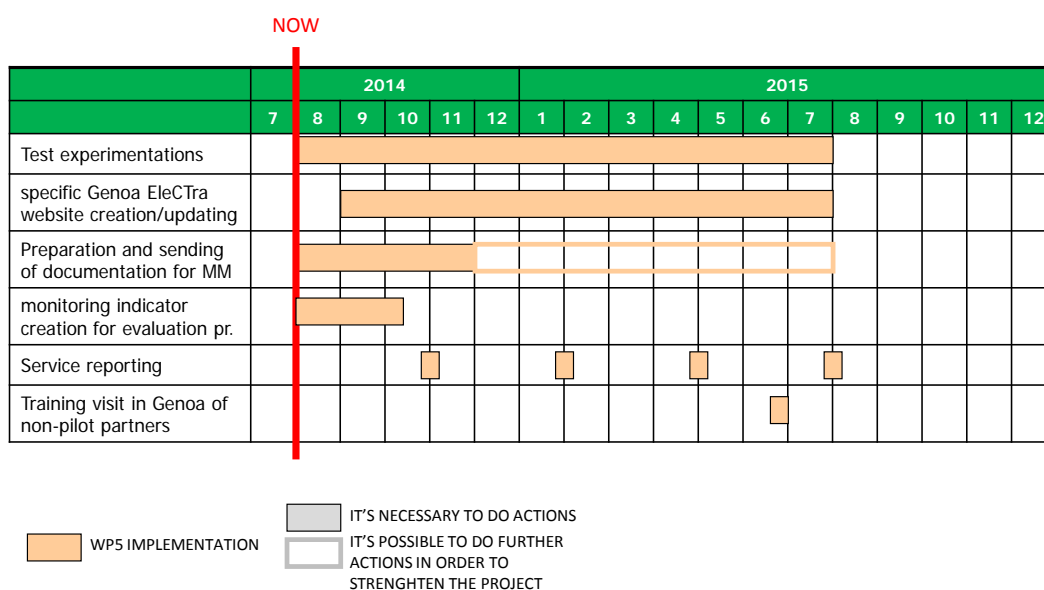 NOW
2014 2015
7 8 9 10 11 12 1 2 3 4 5 6 7 8 9 10 11 12
Test experimentations
specific Genoa EleCTra
website creation/updating
Preparation and sending
of documentation for MM
monitoring indicator
creation for evaluation pr.
Service reporting
Training visit in Genoa of
non-pilot partners
WP5 IMPLEMENTATION
IT'S NECESSARY TO DO ACTIONS
IT'S POSSIBLE TO DO FURTHER
ACTIONS IN ORDER TO
STRENGHTEN THE PROJECT